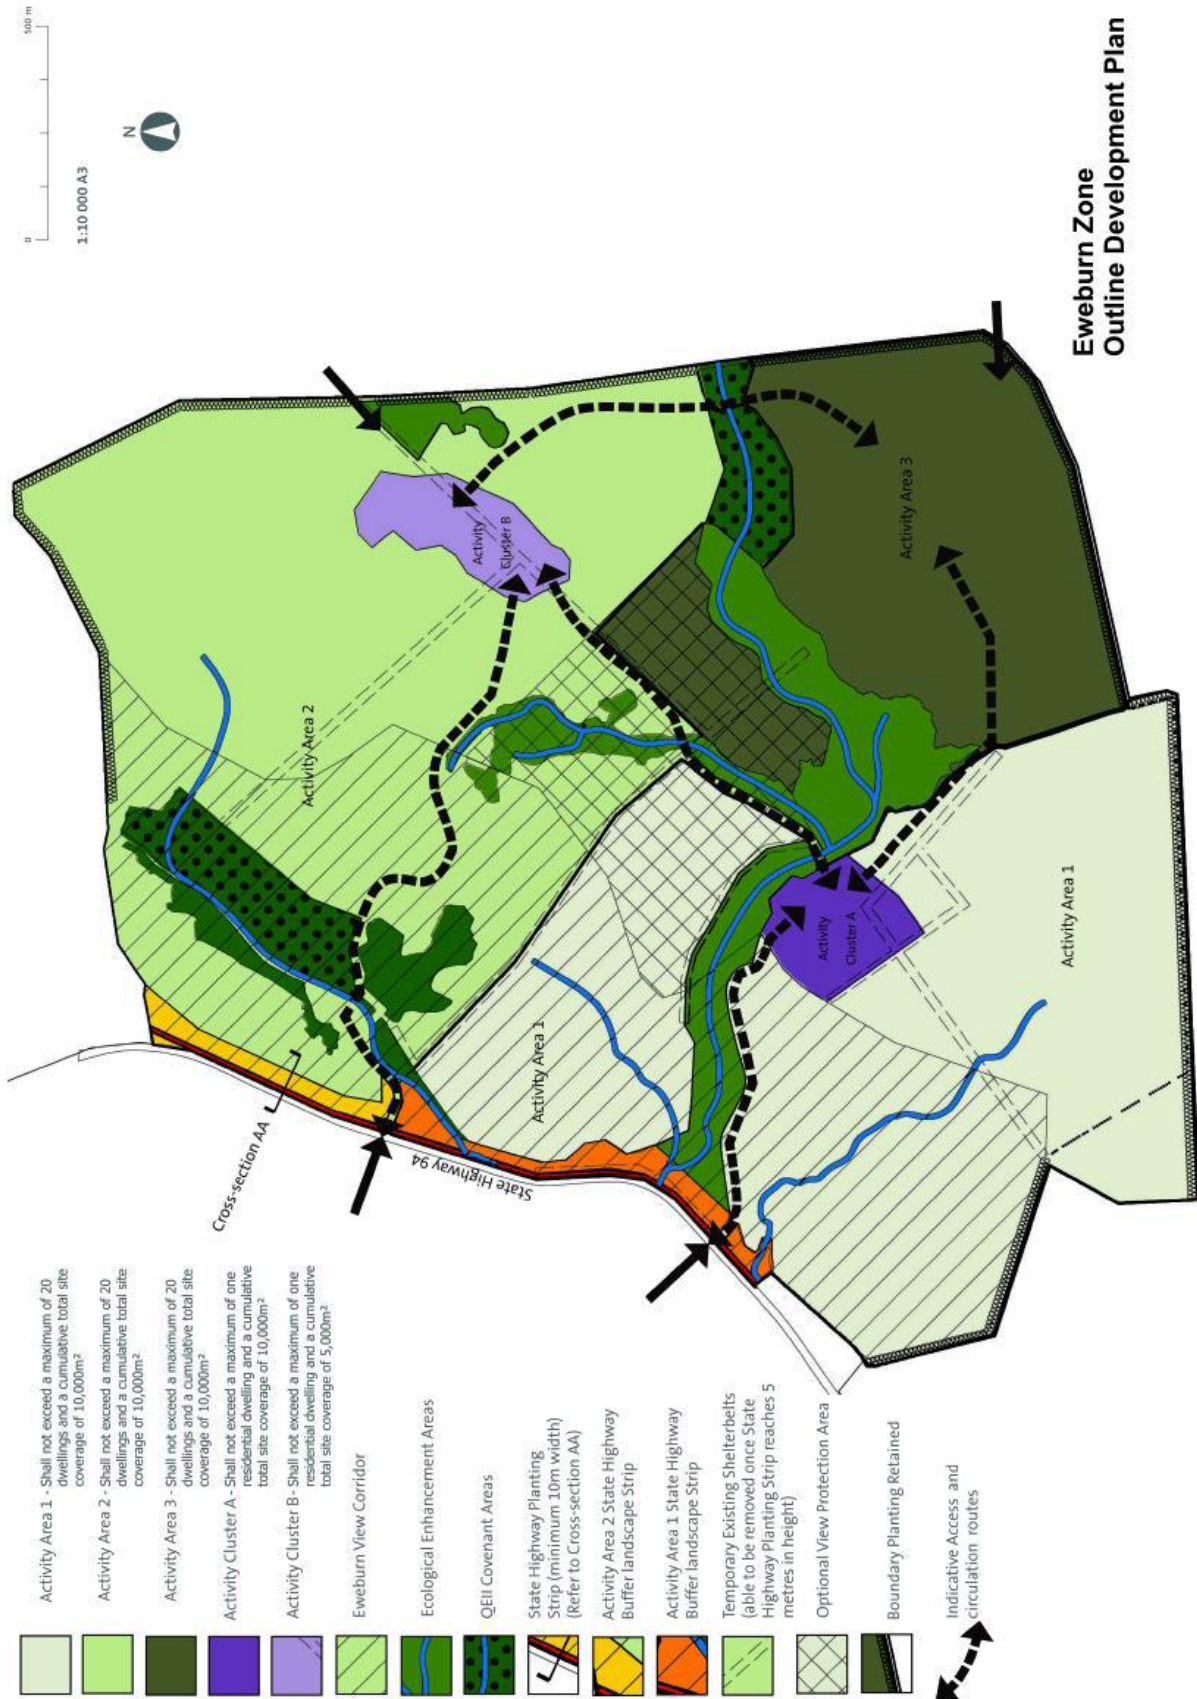 Activity Area 1 - Shall not exceed a maximum of 20
dwellings and a cumulative total site
coverage of 10,000m²
Activity Area 2 - Shall not exceed a maximum of 20
dwellings and a cumulative total site
coverage of 10,000m²
Activity Area 3 - Shall not exceed a maximum of 20
dwellings and a cumulative total site
coverage of 10,000m²
Activity Cluster A - Shall not exceed a maximum of one
residential dwelling and a cumulative
total site coverage of 10,000m²
Activity Cluster B - Shall not exceed a maximum of one
residential dwelling and a cumulative
total site coverage of 5,000m²
Eweburn View Corridor
Ecological Enhancement Areas
QEII Covenant Areas
State Highway Planting
Strip (minimum 10m width)
(Refer to Cross-section AA)
Activity Area 2 State Highway
Buffer landscape Strip
Activity Area 1 State Highway
Buffer landscape Strip
Temporary Existing Shelterbelts
(able to be removed once State
Highway Planting Strip reaches 5
metres in height)
Optional View Protection Area
Boundary Planting Retained
Indicative Access and
circulation routes
Cross-section AA
State Highway 94
Activity Area 2
Activity
Cluster B
Activity Area 1
Activity
Cluster A
Activity Area 3
Activity Area 1
0
500 m
1:10 000 A3
N
Eweburn Zone
Outline Development Plan